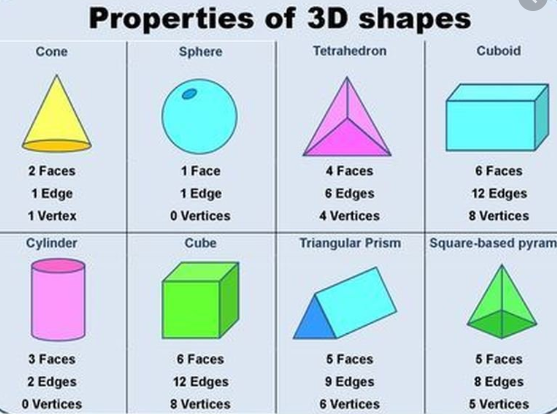 Properties of 3D shapes
Cone
2 Faces
1 Edge
1 Vertex
Sphere
1 Face
1 Edge
0 Vertices
Tetrahedron
4 Faces
6 Edges
4 Vertices
Cuboid
6 Faces
12 Edges
8 Vertices
Cylinder
3 Faces
2 Edges
0 Vertices
Cube
6 Faces
12 Edges
8 Vertices
Triangular Prism
5 Faces
9 Edges
6 Vertices
Square-based pyram
5 Faces
8 Edges
5 Vertices